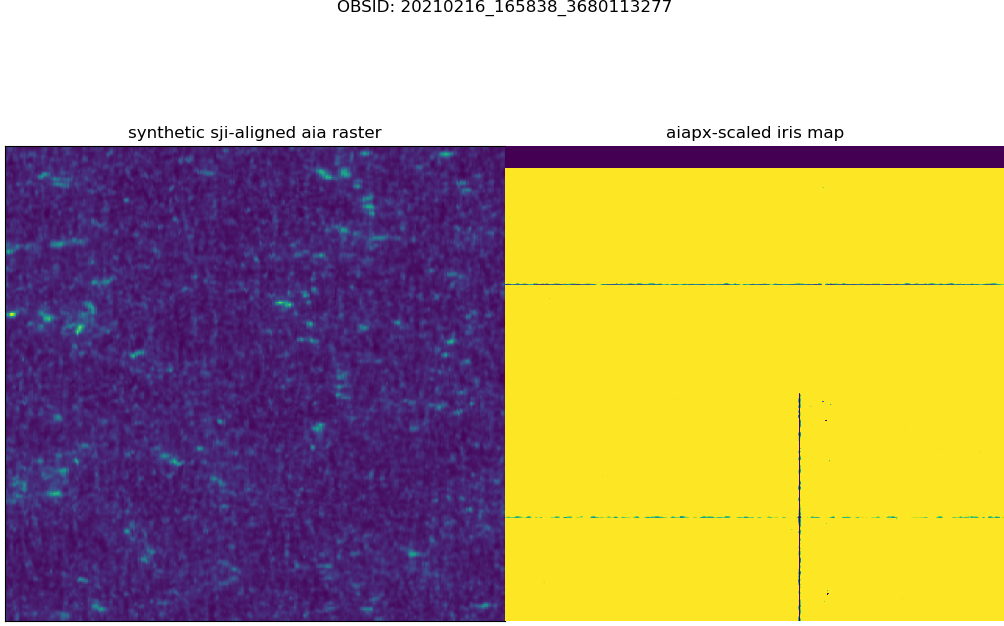 OBSID: 20210216_165838_3680113277
synthetic sji-aligned aia raster
aiapx-scaled iris map